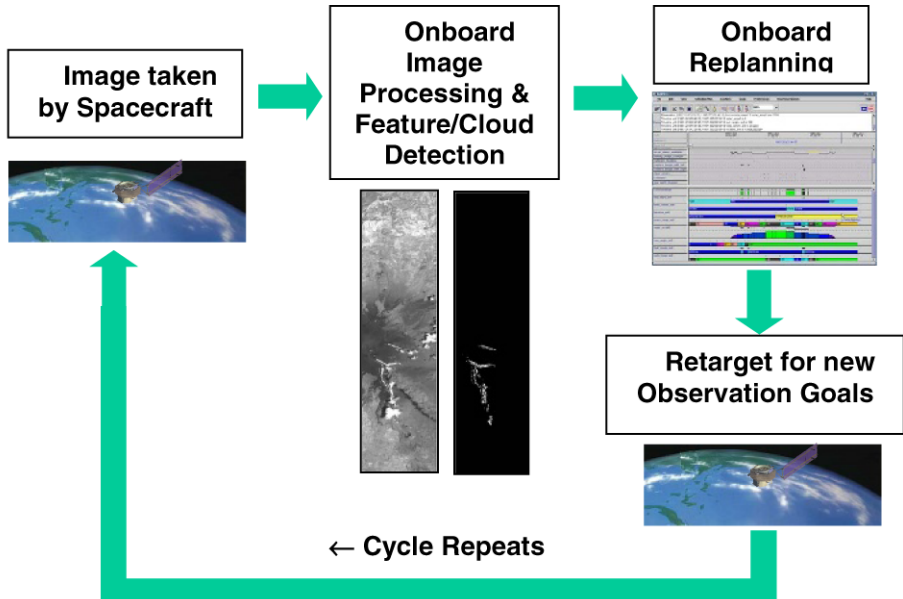 Image taken
by Spacecraft
Onboard
Image
Processing &
Feature/Cloud
Detection
Onboard
Replanning
Retarget for new
Observation Goals
← Cycle Repeats